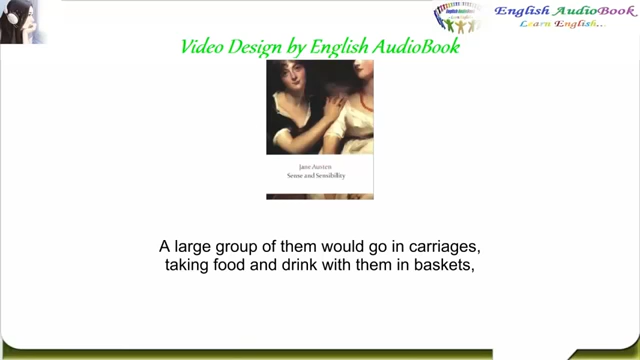 English AudioBook
Learn English...
Video Design by English AudioBook
Jane Austen
Sense and Sensibility
A large group of them would go in carriages,
taking food and drink with them in baskets,